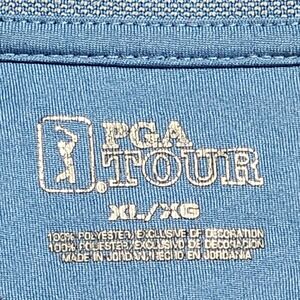 PGA
TOUR
XL/XG
100% POLYESTER/EXCLUSIVE OF DECORATION
100% POLIESTER/EXCLUSIVO DE DECORACIÓN
MADE IN JORDAN/HECHO EN JORDANIA